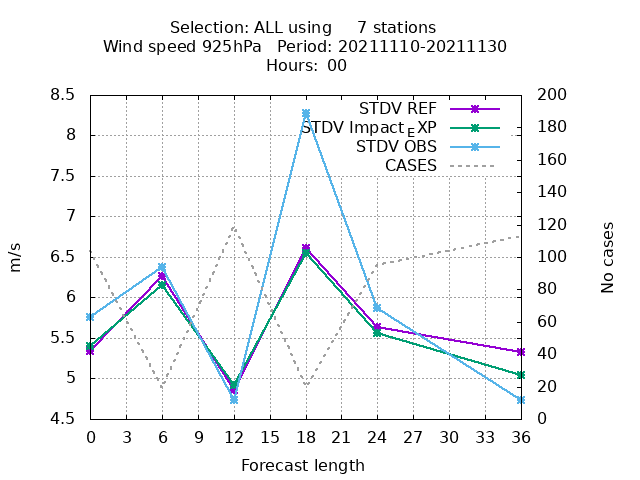 Selection: ALL using 7 stations
Wind speed 925hPa Period: 20211110-20211130
Hours: 00
STDV REF
STDV Impact_EXP
STDV OBS
CASES
8.5
8
7.5
7
6.5
6
5.5
5
4.5
m/s
200
180
160
140
120
100
80
60
40
20
0
No cases
0 3 6 9 12 15 18 21 24 27 30 33 36
Forecast length